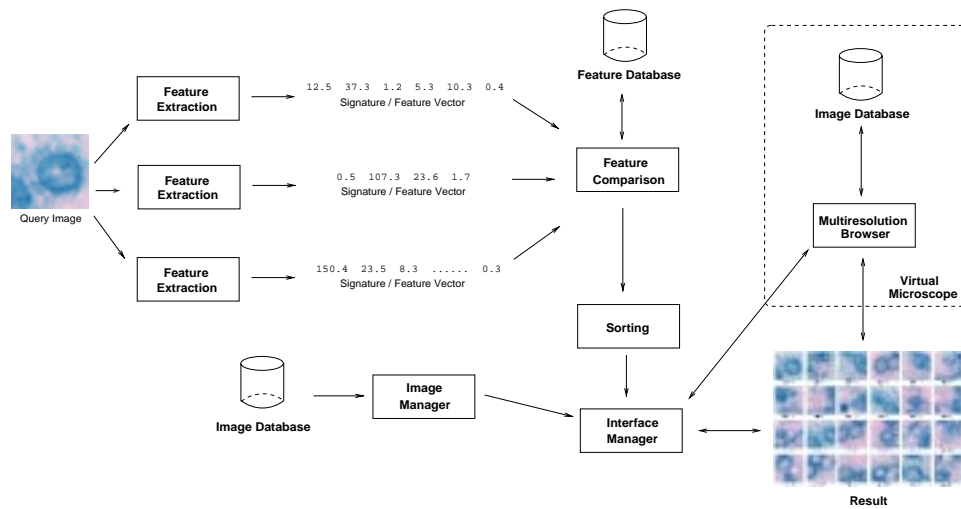 Feature Database
Feature
Extraction
12.5 37.3 1.2 5.3 10.3 0.4
Signature / Feature Vector
Image Database
Query Image
Feature
Extraction
0.5 107.3 23.6 1.7
Signature / Feature Vector
Feature
Comparison
Multiresolution
Browser
Feature
Extraction
150.4 23.5 8.3 ...... 0.3
Signature / Feature Vector
Virtual
Microscope
Sorting
Image Database
Image
Manager
Interface
Manager
Result